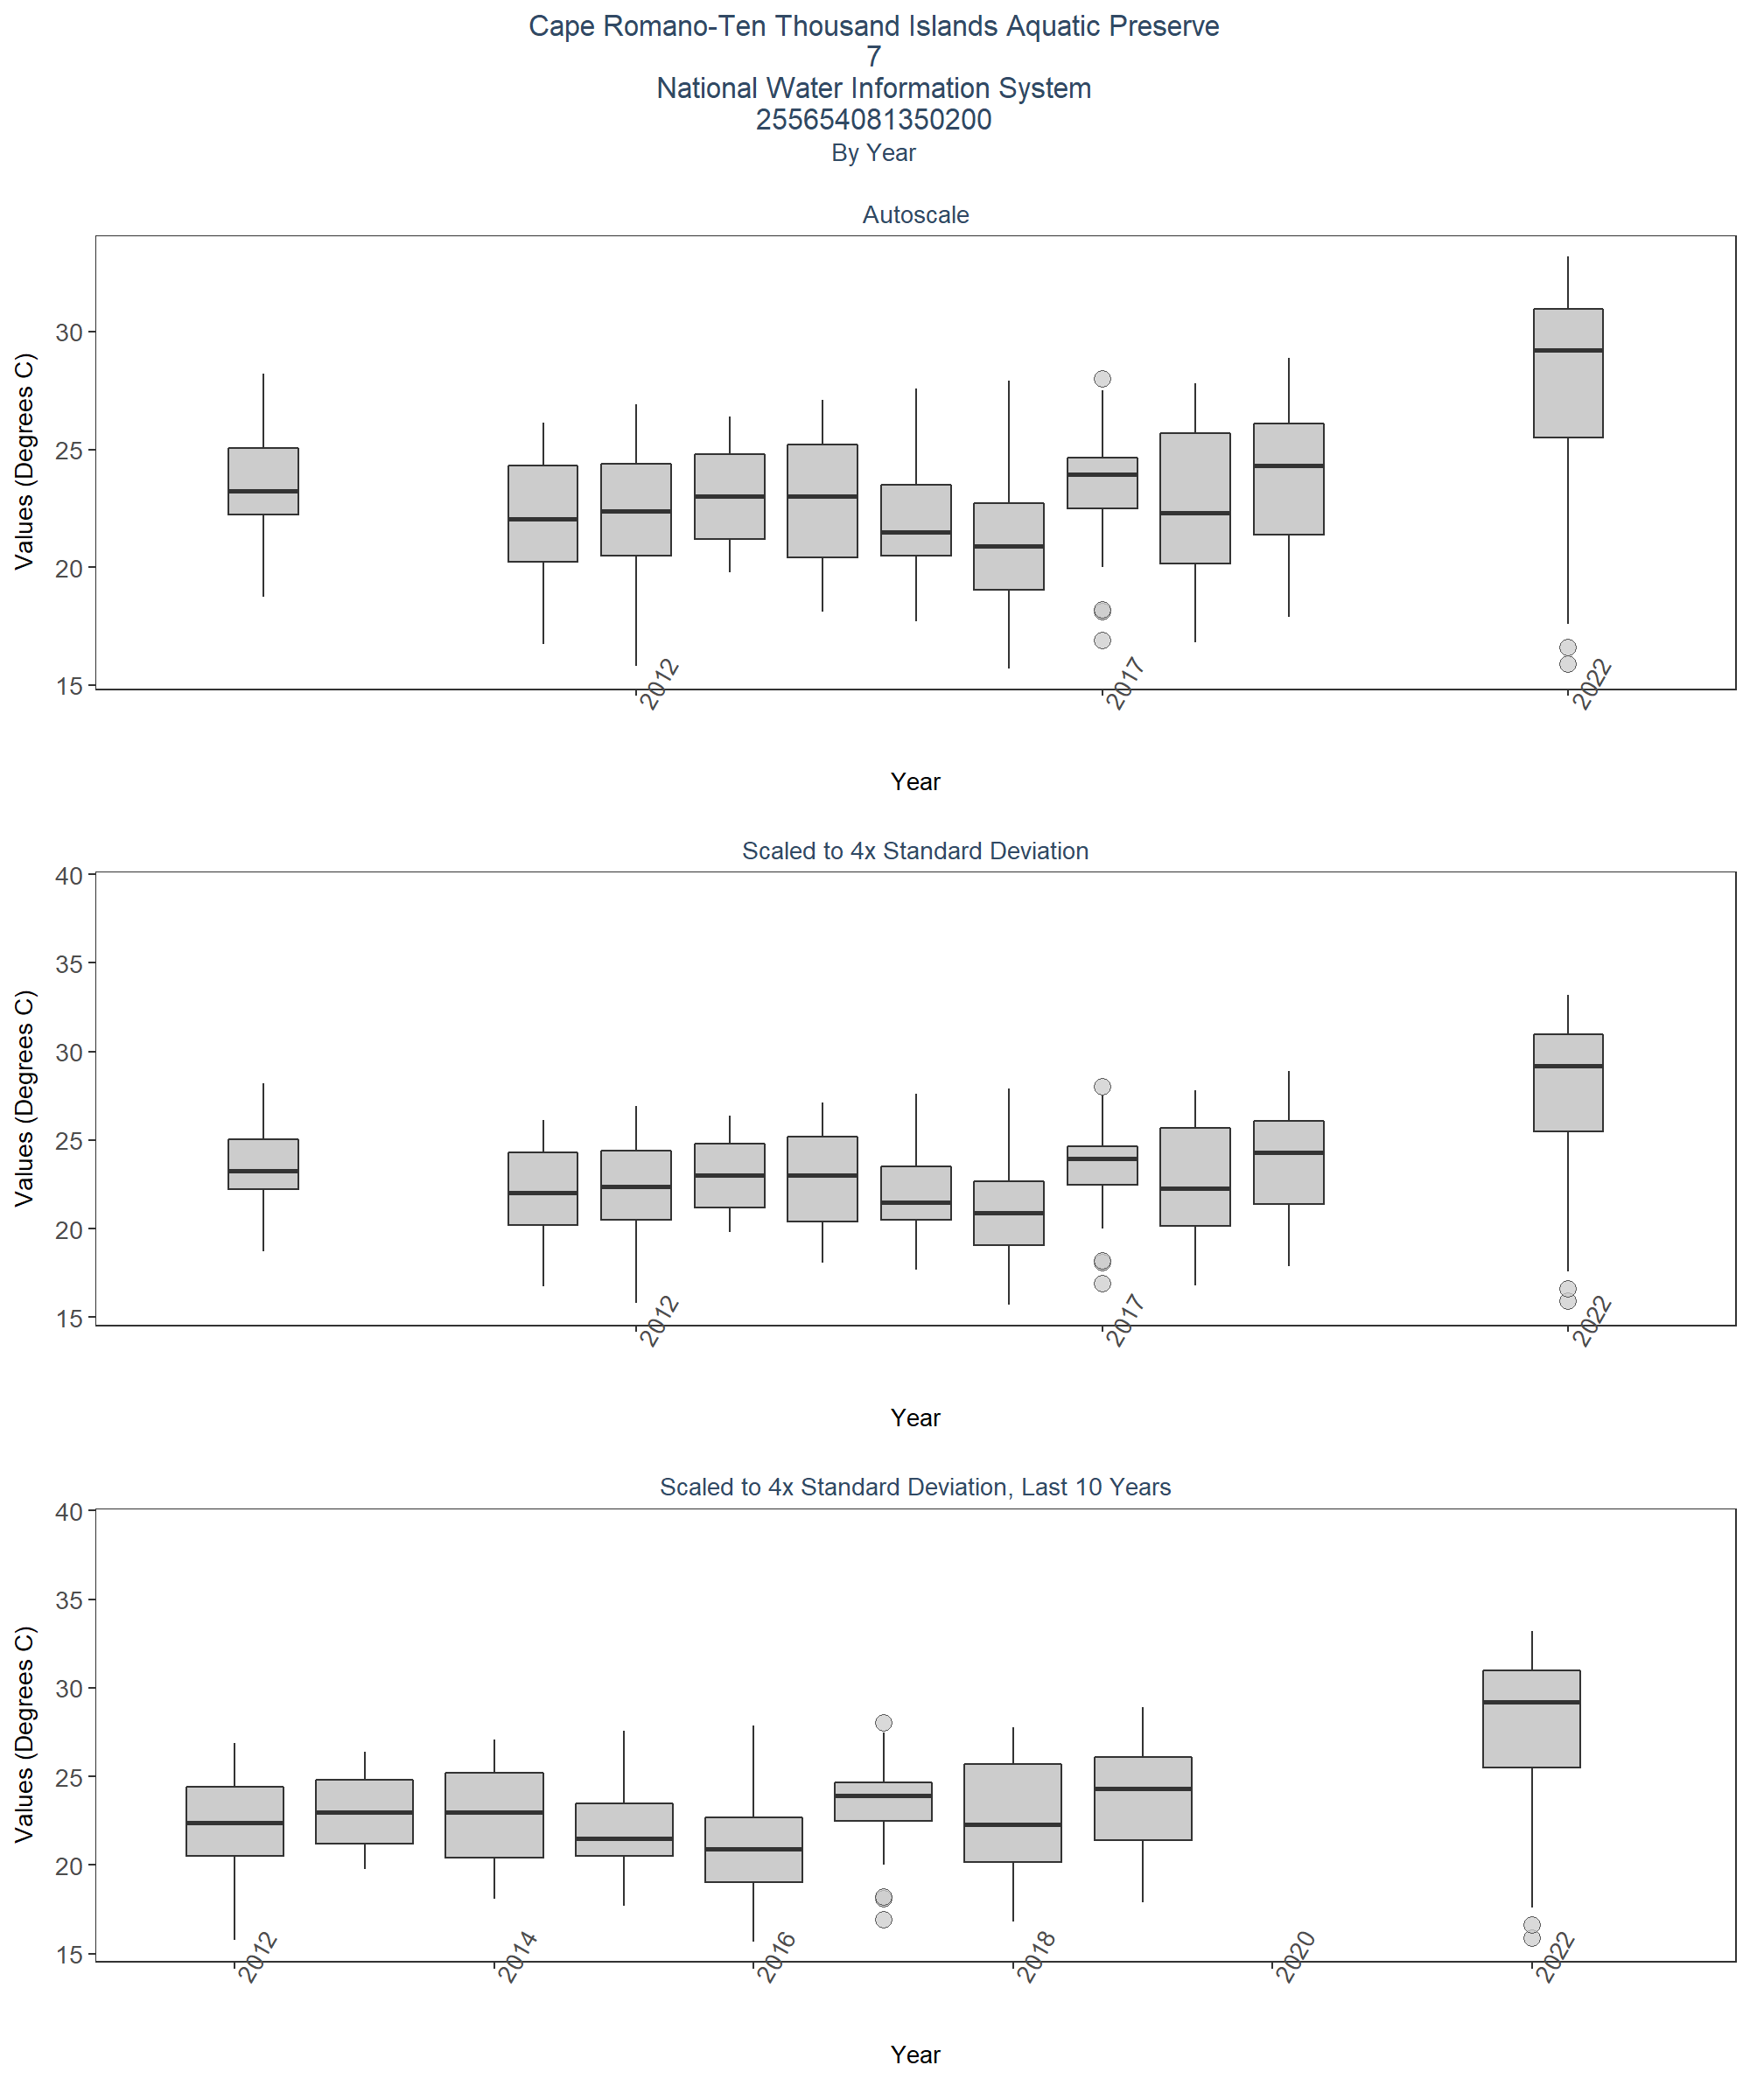 Cape Romano-Ten Thousand Islands Aquatic Preserve
7
National Water Information System
255654081350200
By Year
Autoscale
Values (Degrees C)
30
25
20
15
2012
2017
2022
Year
Scaled to 4x Standard Deviation
Values (Degrees C)
40
35
30
25
20
15
2012
2017
2022
Year
Scaled to 4x Standard Deviation, Last 10 Years
Values (Degrees C)
40
35
30
25
20
15
2012
2014
2016
2018
2020
2022
Year